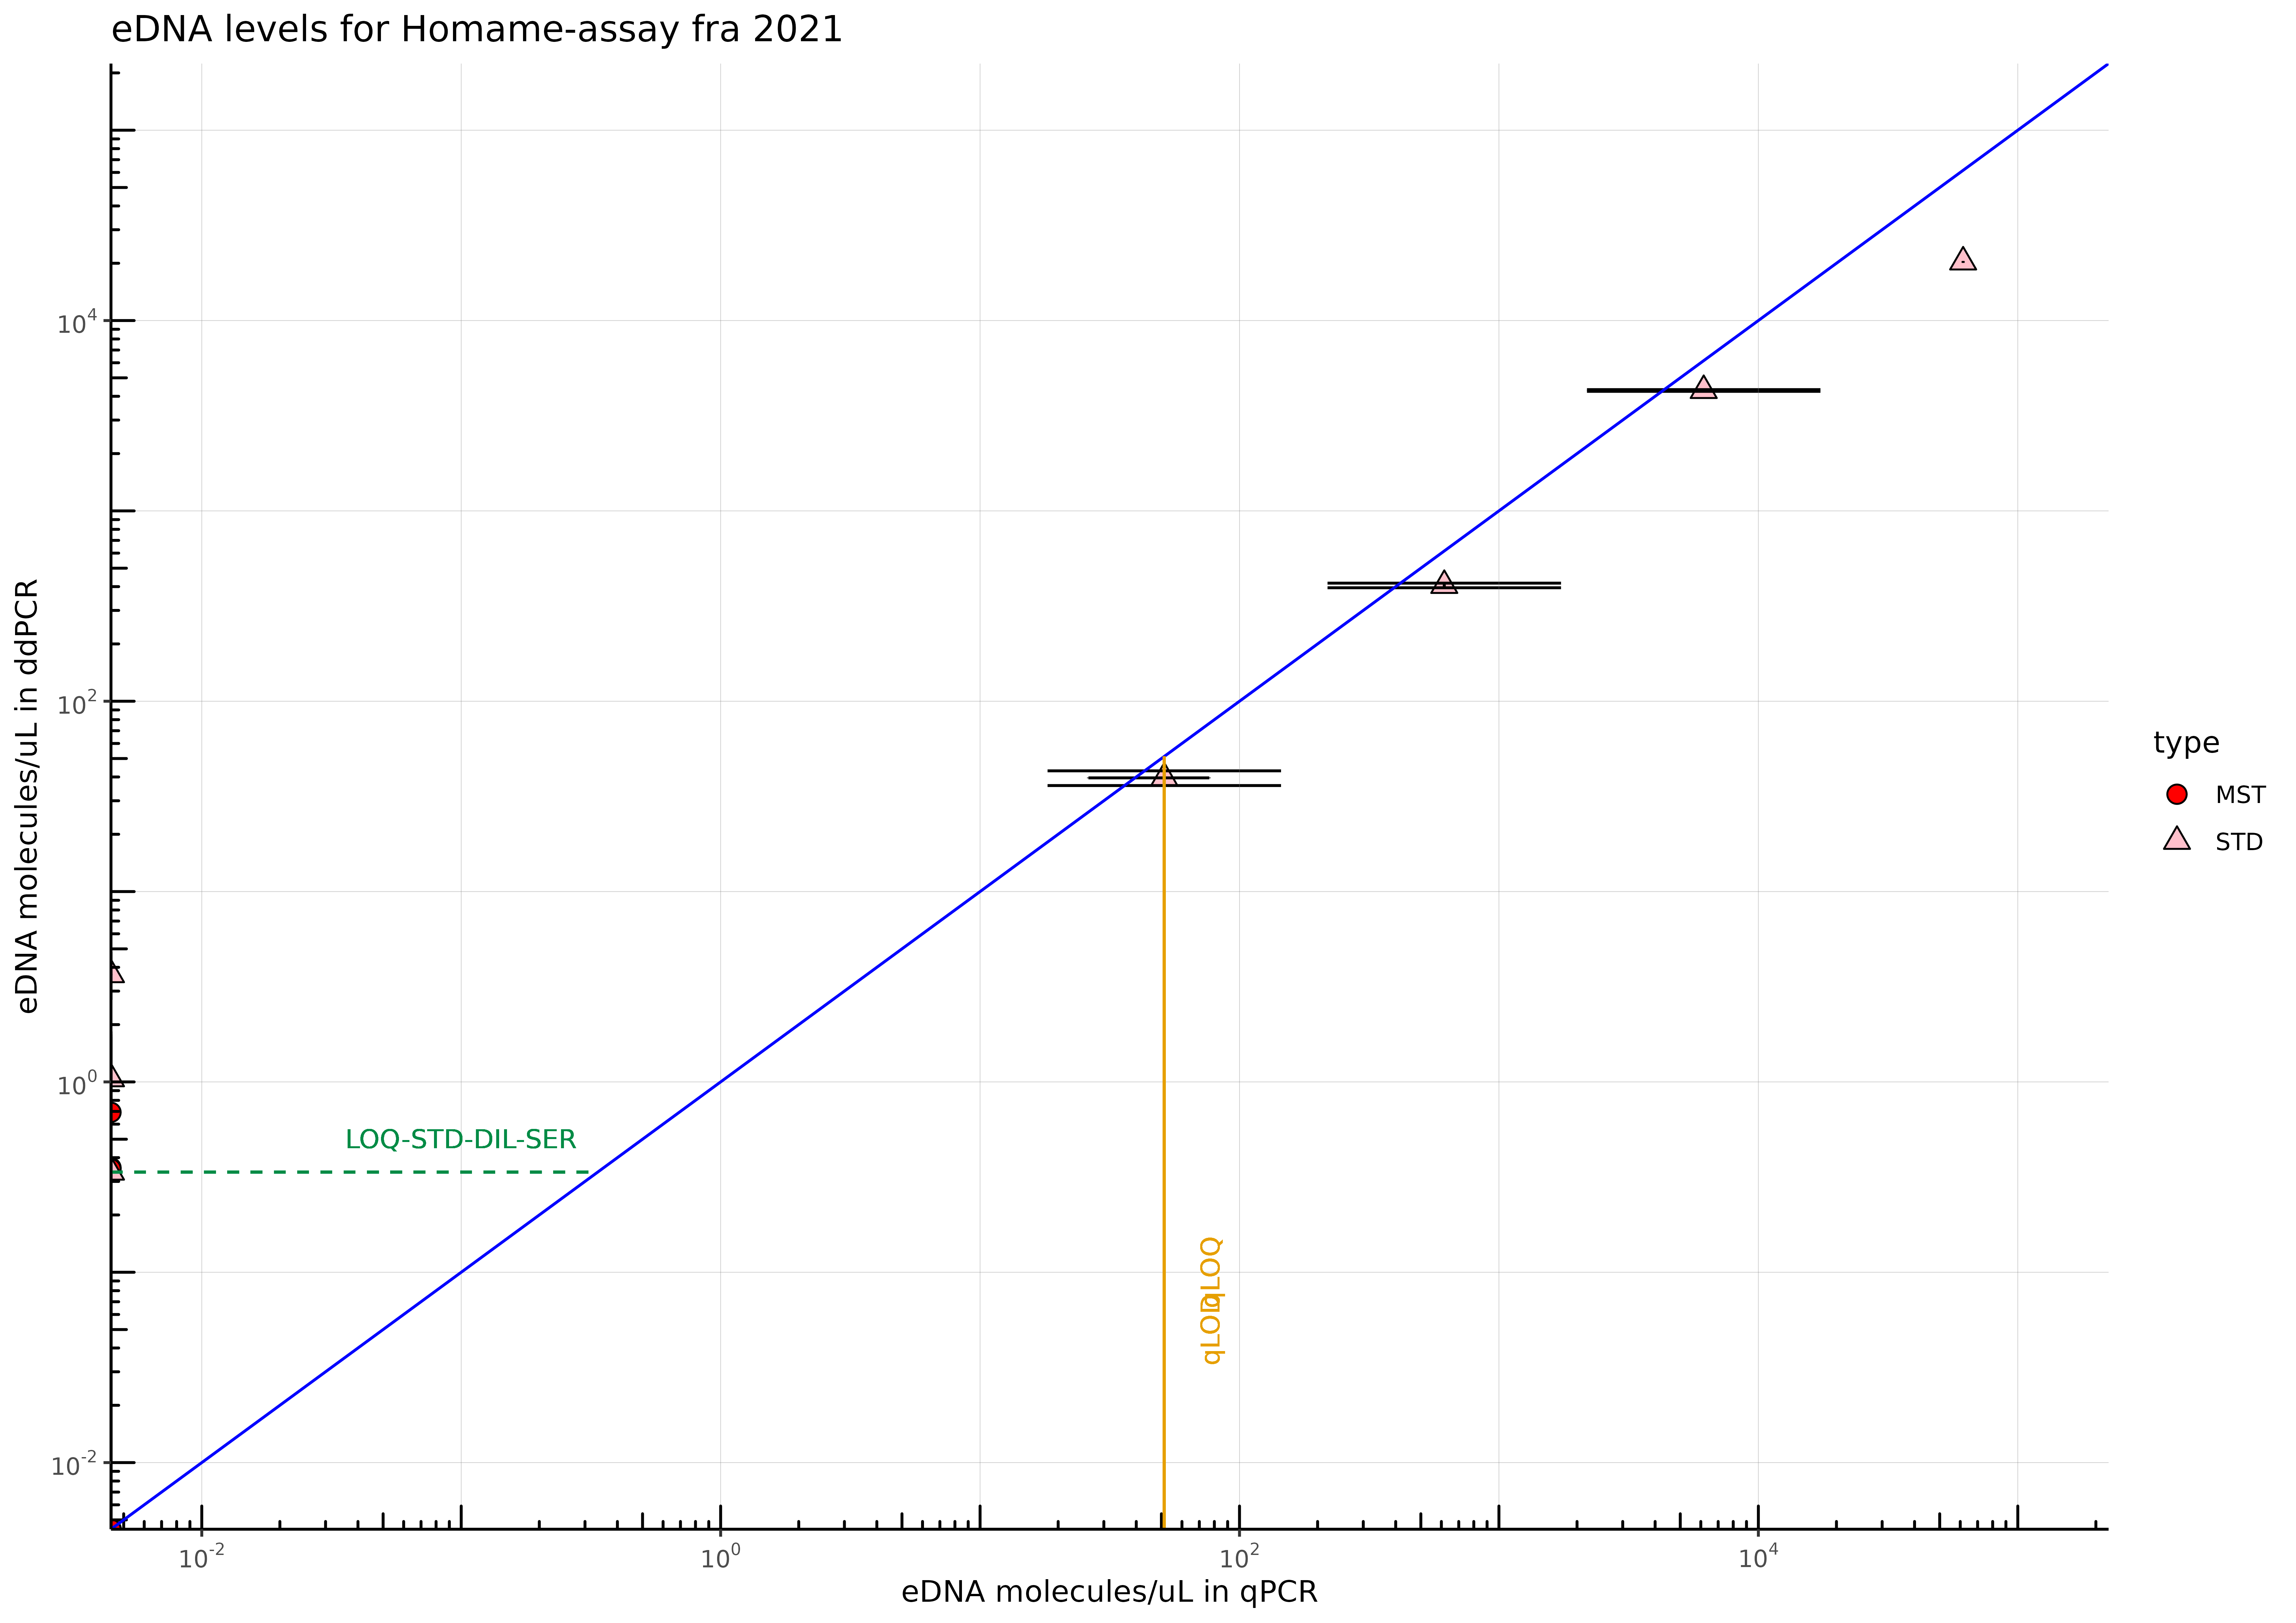 eDNA levels for Homame-assay fra 2021
eDNA molecules/uL in ddPCR
10^4
10^2
10^0
10^-2
LOQ-STD-DIL-SER
qLOQ
qLOD
type
MST
STD
10^-2
10^0
10^2
10^4
eDNA molecules/uL in qPCR